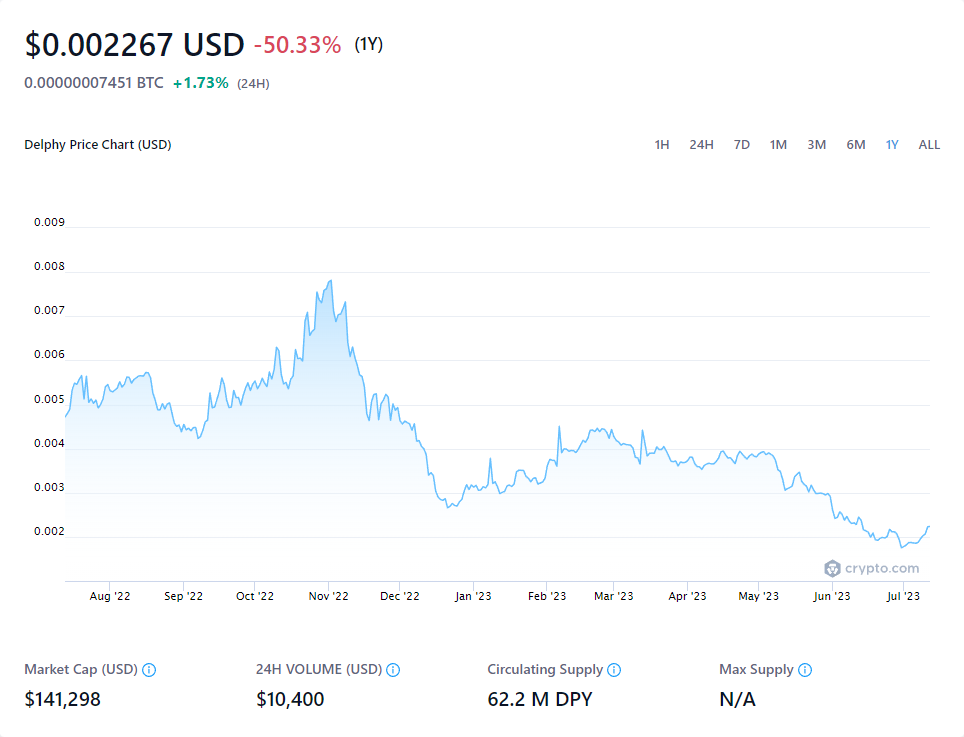 $0.002267 USD -50.33% (1Y)
0.00000007451 BTC +1.73% (24H)
Delphy Price Chart (USD) 1H 24H 7D 1M 3M 6M 1Y ALL
0.009
0.008
0.007
0.006
0.005
0.004
0.003
0.002
crypto.com
Aug '22 Sep '22 Oct '22 Nov '22 Dec '22 Jan '23 Feb '23 Mar '23 Apr '23 May '23 Jun '23 Jul '23
Market Cap (USD) 24H VOLUME (USD) Circulating Supply Max Supply
$141,298 $10,400 62.2 M DPY N/A